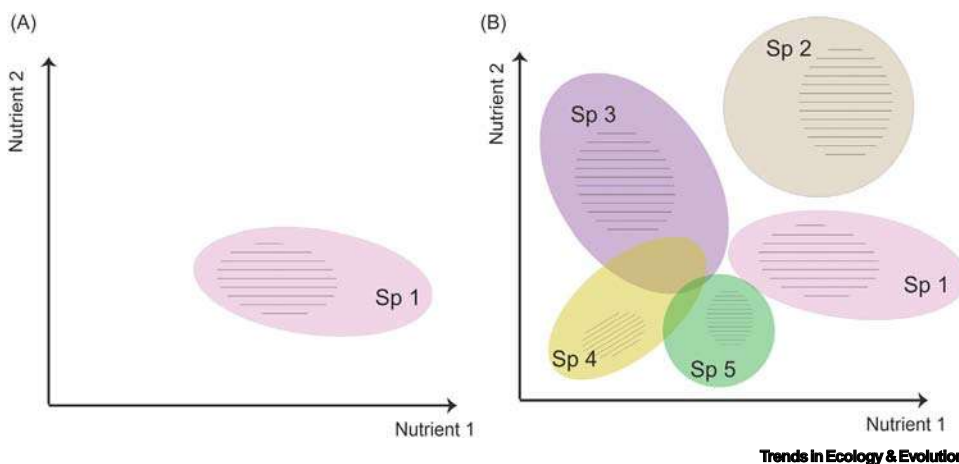 (A)
Nutrient 2
Sp 1
Nutrient 1
(B)
Nutrient 2
Sp 2
Sp 3
Sp 1
Sp 4
Sp 5
Nutrient 1
Trends in Ecology & Evolution